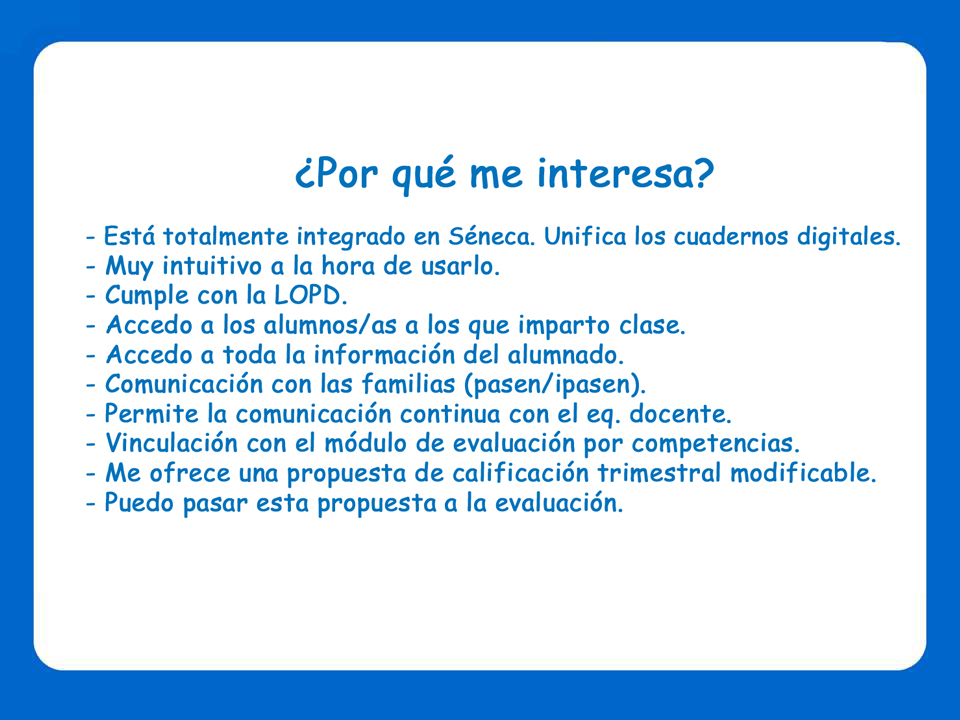 ¿Por qué me interesa?
- Está totalmente integrado en Séneca. Unifica los cuadernos digitales.
- Muy intuitivo a la hora de usarlo.
- Cumple con la LOPD.
- Accedo a los alumnos/as a los que imparto clase.
- Accedo a toda la información del alumnado.
- Comunicación con las familias (pasen/ipasen).
- Permite la comunicación continua con el eq. docente.
- Vinculación con el módulo de evaluación por competencias.
- Me ofrece una propuesta de calificación trimestral modificable.
- Puedo pasar esta propuesta a la evaluación.